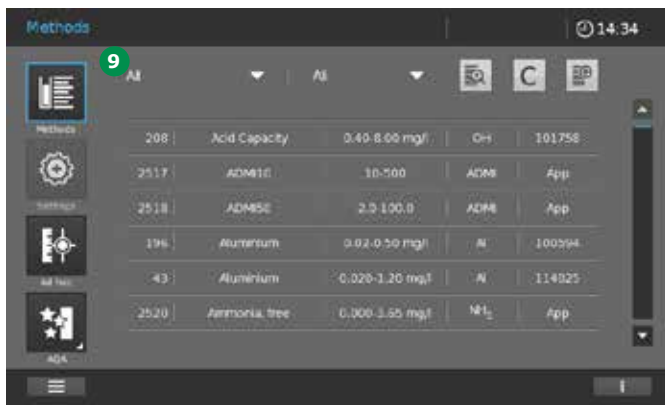 Methods 14:34
9 All All C
Methods
208 Acid Capacity 0.40-8.00 mg/l OH 101758
2517 ADMI10 10-500 ADMI App
Settings
2518 ADMI50 2.0-100.0 ADMI App
196 Aluminium 0.02-0.50 mg/l Al 100594
43 Aluminium 0.020-1.20 mg/l Al 114825
2520 Ammonia, free 0.000-3.65 mg/l NH₃ App
AQA
i